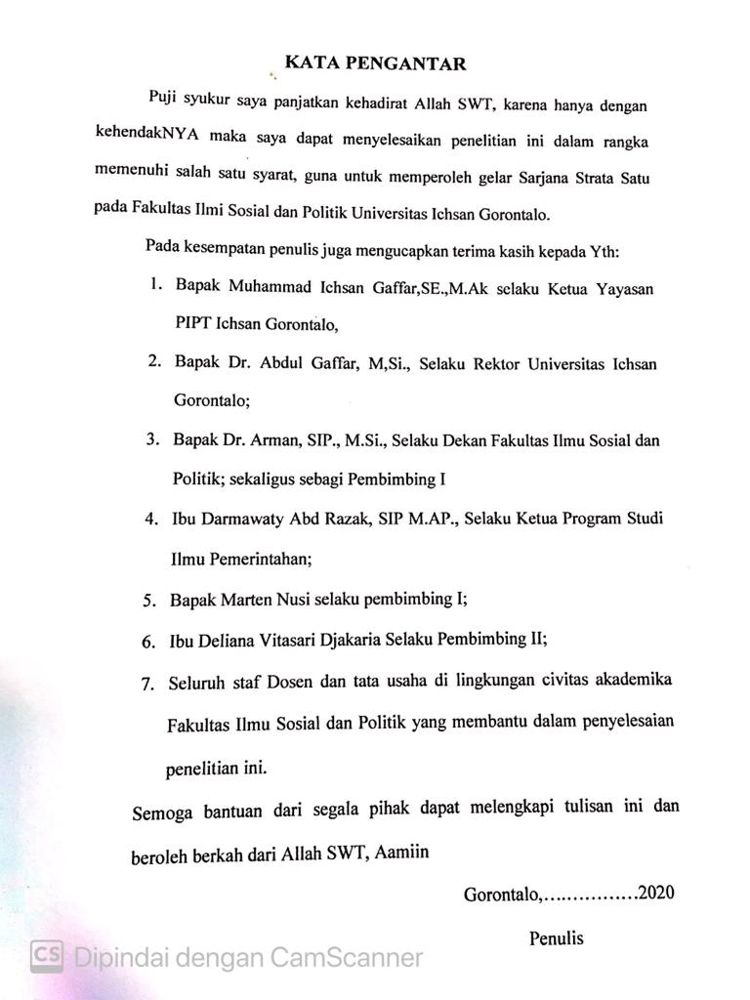 KATA PENGANTAR
Puji syukur saya panjatkan kehadirat Allah SWT, karena hanya dengan
kehendakNYA maka saya dapat menyelesaikan penelitian ini dalam rangka
memenuhi salah satu syarat, guna untuk memperoleh gelar Sarjana Strata Satu
pada Fakultas Ilmi Sosial dan Politik Universitas Ichsan Gorontalo.
Pada kesempatan penulis juga mengucapkan terima kasih kepada Yth:
1. Bapak Muhammad Ichsan Gaffar,SE.,M.Ak selaku Ketua Yayasan
PIPT Ichsan Gorontalo,
2. Bapak Dr. Abdul Gaffar, M,Si., Selaku Rektor Universitas Ichsan
Gorontalo;
3. Bapak Dr. Arman, SIP., M.Si., Selaku Dekan Fakultas Ilmu Sosial dan
Politik; sekaligus sebagi Pembimbing I
4. Ibu Darmawaty Abd Razak, SIP M.AP., Selaku Ketua Program Studi
Ilmu Pemerintahan;
5. Bapak Marten Nusi selaku pembimbing I;
6. Ibu Deliana Vitasari Djakaria Selaku Pembimbing II;
7. Seluruh staf Dosen dan tata usaha di lingkungan civitas akademika
Fakultas Ilmu Sosial dan Politik yang membantu dalam penyelesaian
penelitian ini.
Semoga bantuan dari segala pihak dapat melengkapi tulisan ini dan
beroleh berkah dari Allah SWT, Aamiin
Gorontalo,................2020
Penulis
CS Dipindai dengan CamScanner